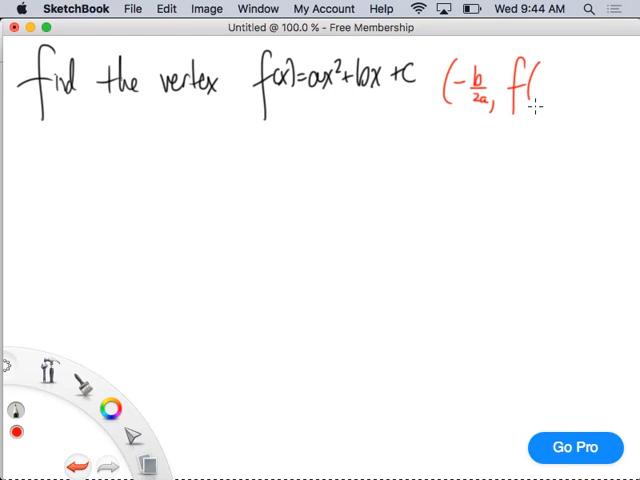 SketchBook File Edit Image Window Account Help Wed 9:44 AM
Untitled @ 100.0 % - Free Membership
find the vertex f(x)=ax²+bx+c (-b/2a, f(
Go Pro